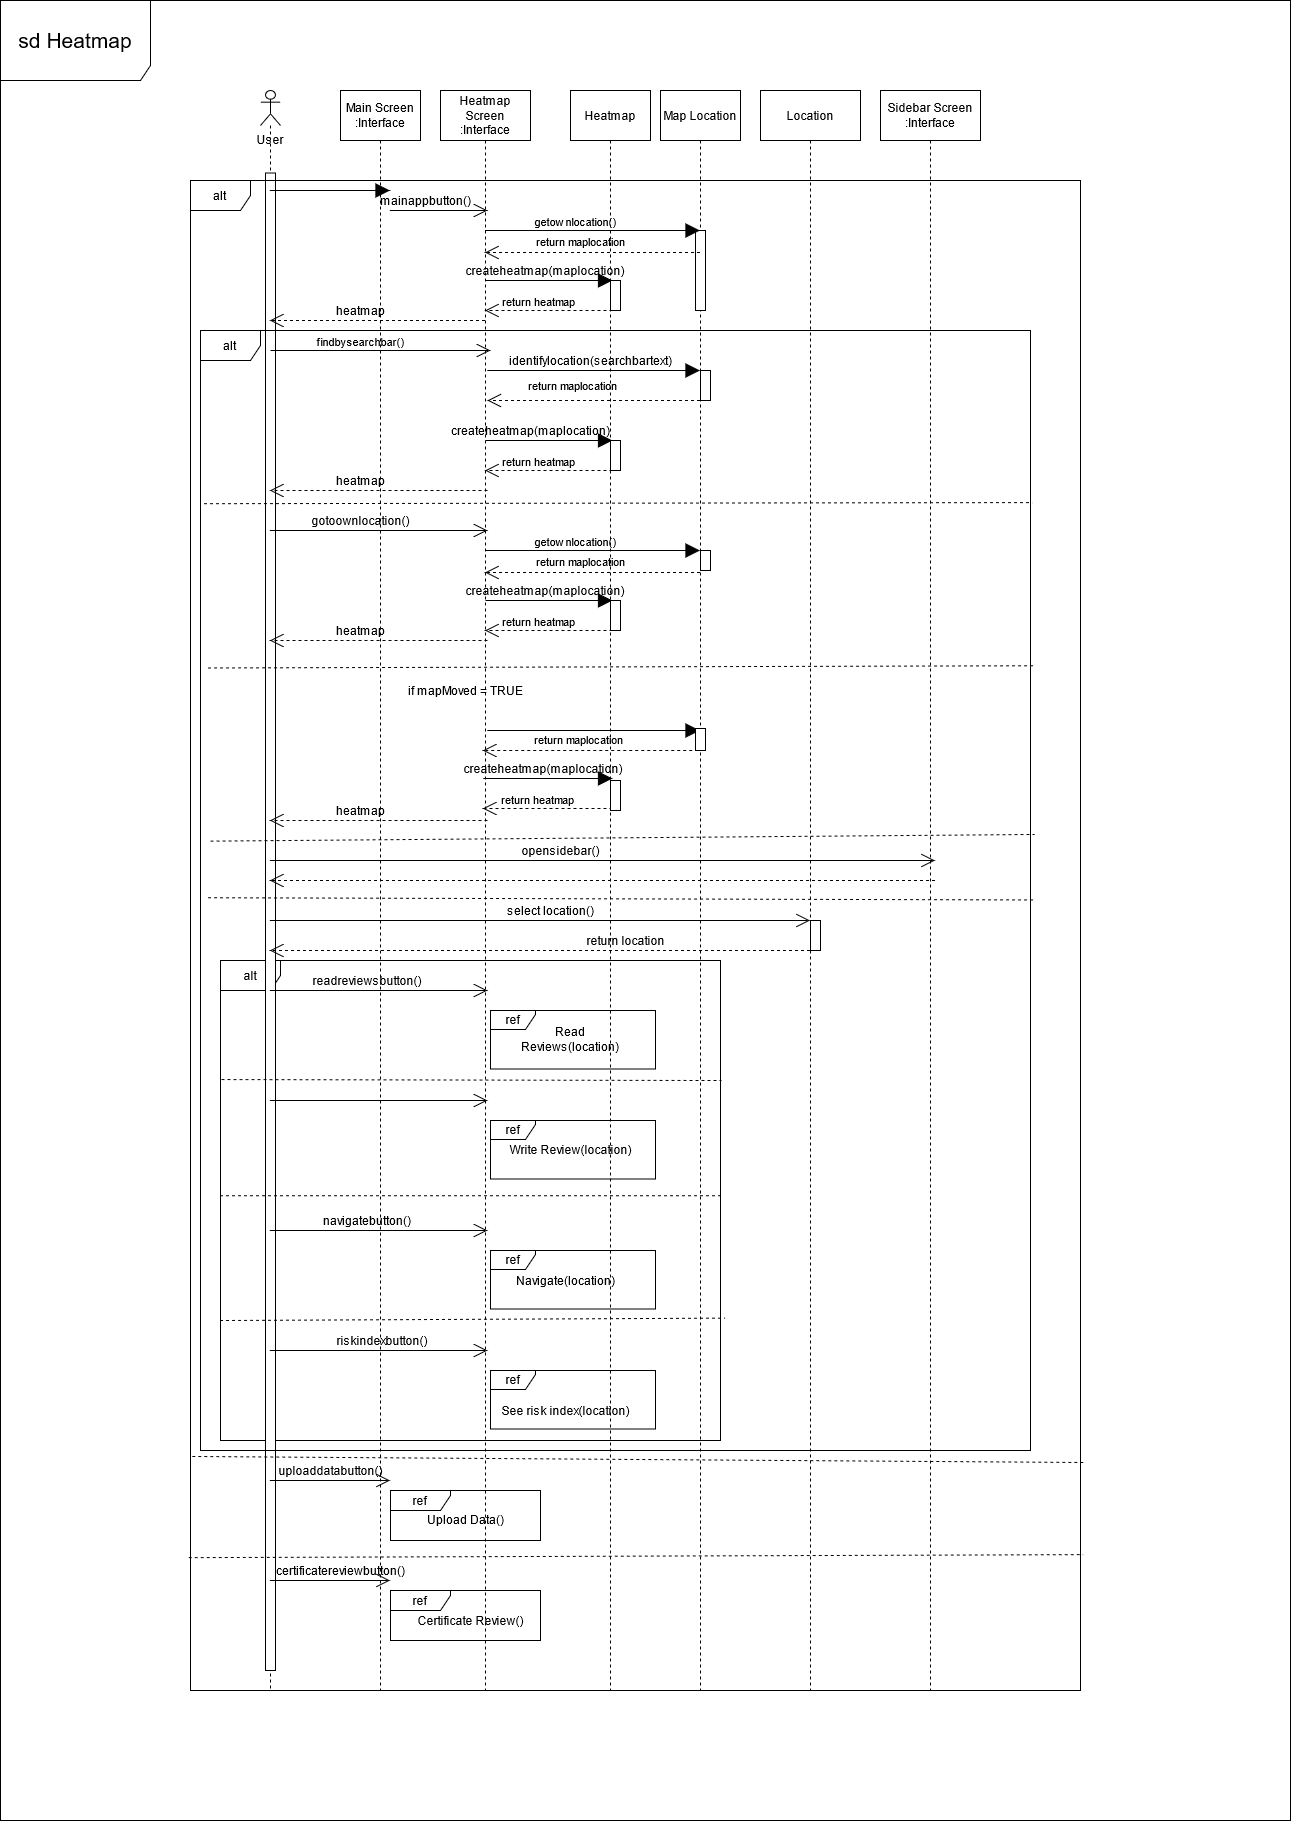 sd Heatmap
User
Main Screen
:Interface
Heatmap
Screen
:Interface
Heatmap
Map Location
Location
Sidebar Screen
:Interface
alt
mainappbutton()
getownlocation()
return maplocation
createheatmap(maplocation)
return heatmap
heatmap
alt
findbysearchbar()
identifylocation(searchbartext)
return maplocation
createheatmap(maplocation)
return heatmap
heatmap
gotoownlocation()
getownlocation()
return maplocation
createheatmap(maplocation)
return heatmap
heatmap
if mapMoved = TRUE
return maplocation
createheatmap(maplocation)
return heatmap
heatmap
opensidebar()
select location()
return location
alt
readreviewsbutton()
ref
Read
Reviews(location)
ref
Write Review(location)
navigatebutton()
ref
Navigate(location)
riskindexbutton()
ref
See risk index(location)
uploaddatabutton()
ref
Upload Data()
certificatereviewbutton()
ref
Certificate Review()